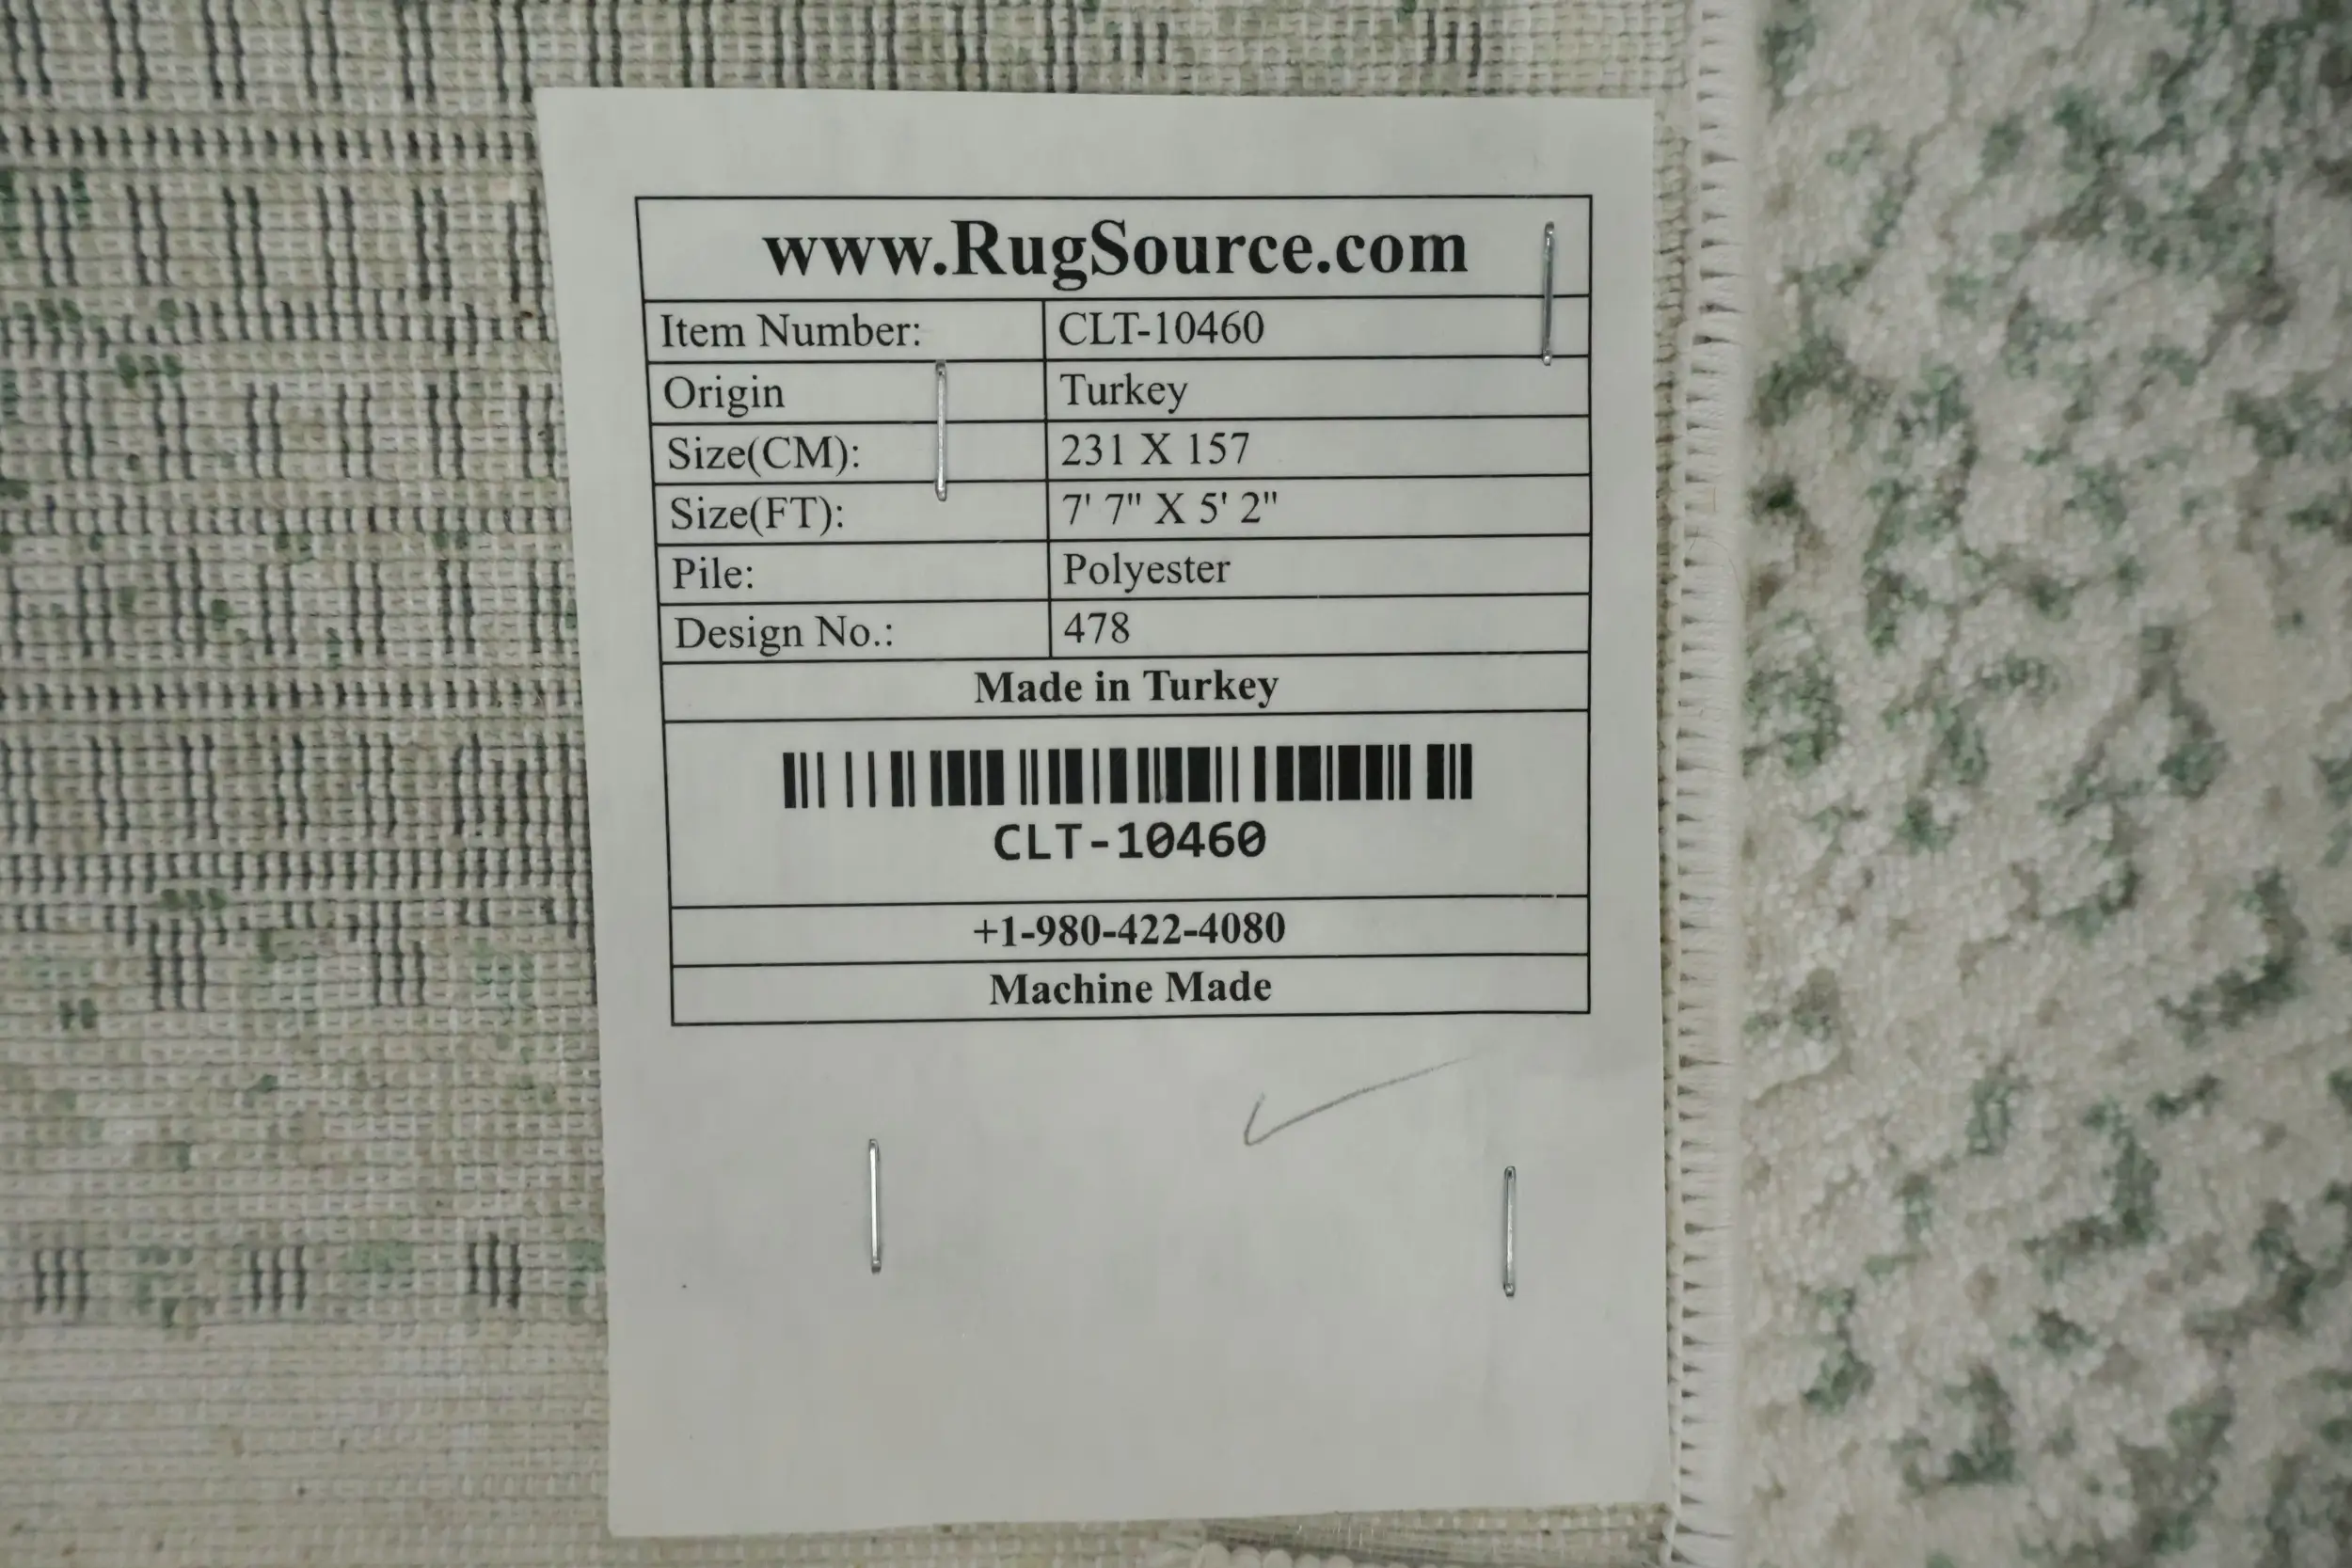 www.RugSource.com
Item Number: CLT-10460
Origin Turkey
Size(CM): 231 X 157
Size(FT): 7' 7" X 5' 2"
Pile: Polyester
Design No.: 478
Made in Turkey
CLT-10460
+1-980-422-4080
Machine Made